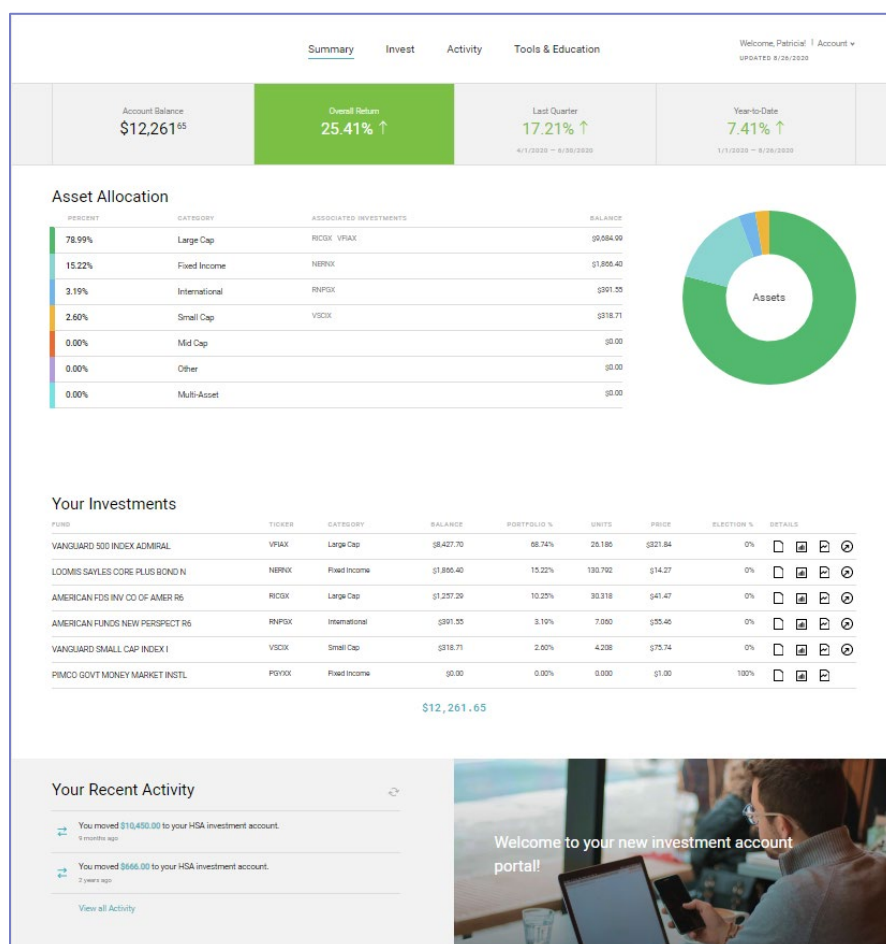 Summary Invest Activity Tools & Education Welcome, Patricia! | Account
UPDATED 8/26/2020
Account Balance Overall Return Last Quarter Year-to-Date
$12,261⁶⁵ 25.41% ↑ 17.21% ↑ 7.41% ↑
4/1/2020 — 6/30/2020 1/1/2020 — 8/26/2020
Asset Allocation
PERCENT CATEGORY ASSOCIATED INVESTMENTS BALANCE
78.99% Large Cap RICGX VFIAX $9,684.99
15.22% Fixed Income NERNX $1,866.40
3.19% International RNPGX $391.55
2.60% Small Cap VSCIX $318.71
0.00% Mid Cap $0.00
0.00% Other $0.00
0.00% Multi-Asset $0.00
Assets
Your Investments
FUND TICKER CATEGORY BALANCE PORTFOLIO % UNITS PRICE ELECTION % DETAILS
VANGUARD 500 INDEX ADMIRAL VFIAX Large Cap $8,427.70 68.74% 26.186 $321.84 0%
LOOMIS SAYLES CORE PLUS BOND N NERNX Fixed Income $1,866.40 15.22% 130.792 $14.27 0%
AMERICAN FDS INV CO OF AMER R6 RICGX Large Cap $1,257.29 10.25% 30.318 $41.47 0%
AMERICAN FUNDS NEW PERSPECT R6 RNPGX International $391.55 3.19% 7.060 $55.46 0%
VANGUARD SMALL CAP INDEX I VSCIX Small Cap $318.71 2.60% 4.208 $75.74 0%
PIMCO GOVT MONEY MARKET INSTL PGYXX Fixed Income $0.00 0.00% 0.000 $1.00 100%
$12,261.65
Your Recent Activity
You moved $10,450.00 to your HSA investment account.
9 months ago
You moved $666.00 to your HSA investment account.
2 years ago
View all Activity
Welcome to your new investment account
portal!